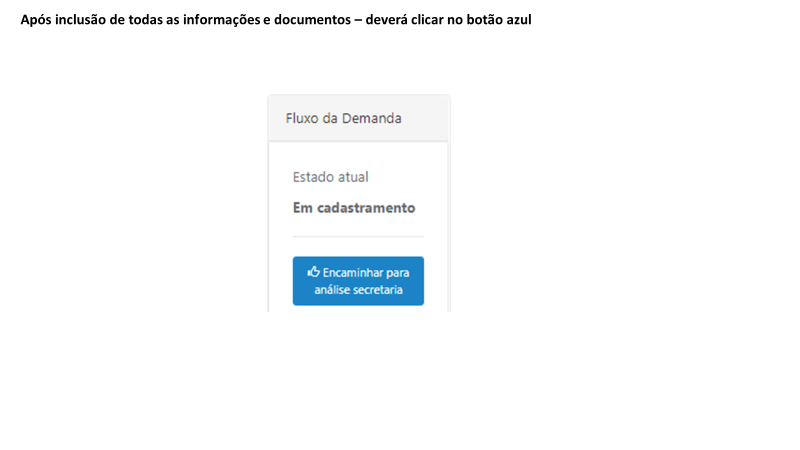 Após inclusão de todas as informações e documentos – deverá clicar no botão azul
Fluxo da Demanda
Estado atual
Em cadastramento
Encaminhar para
análise secretaria